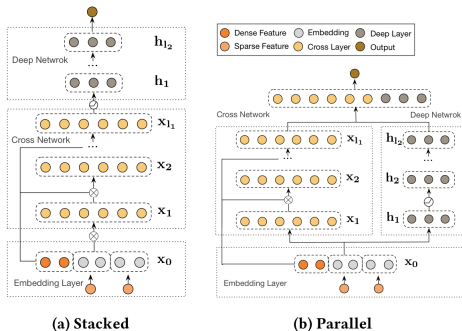 h_{l_2}
Deep Netwrok
...
h_1
x_{l_1}
...
Cross Network
x_2
x_1
x_0
Embedding Layer
(a) Stacked
Dense Feature
Embedding
Deep Layer
Sparse Feature
Cross Layer
Output
Cross Network
Deep Netwrok
x_{l_1}
h_{l_2}
...
...
x_2
h_2
x_1
h_1
x_0
Embedding Layer
(b) Parallel